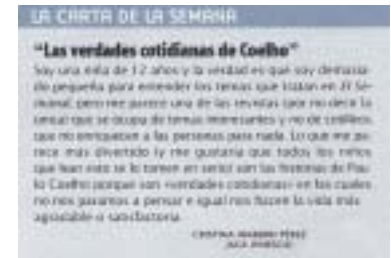 LA CARTA DE LA SEMANA
“Las verdades cotidianas de Coelho”
Soy una niña de 12 años y la verdad es que soy demasia-
do pequeña para entender los temas que tratan en El Se-
manal, pero me parece una de las revistas (por no decir la
única) que se ocupa de temas interesantes y no de cotilleos
que no enriquecen a las personas para nada. Lo que me pa-
rece más divertido (y me gustaría que todos los niños
que lean esto se lo tomen en serio) son las historias de Pau-
lo Coelho porque son «verdades cotidianas» en las cuales
no nos paramos a pensar e igual nos hacen la vida más
agradable o satisfactoria.
CRISTINA PÉREZ